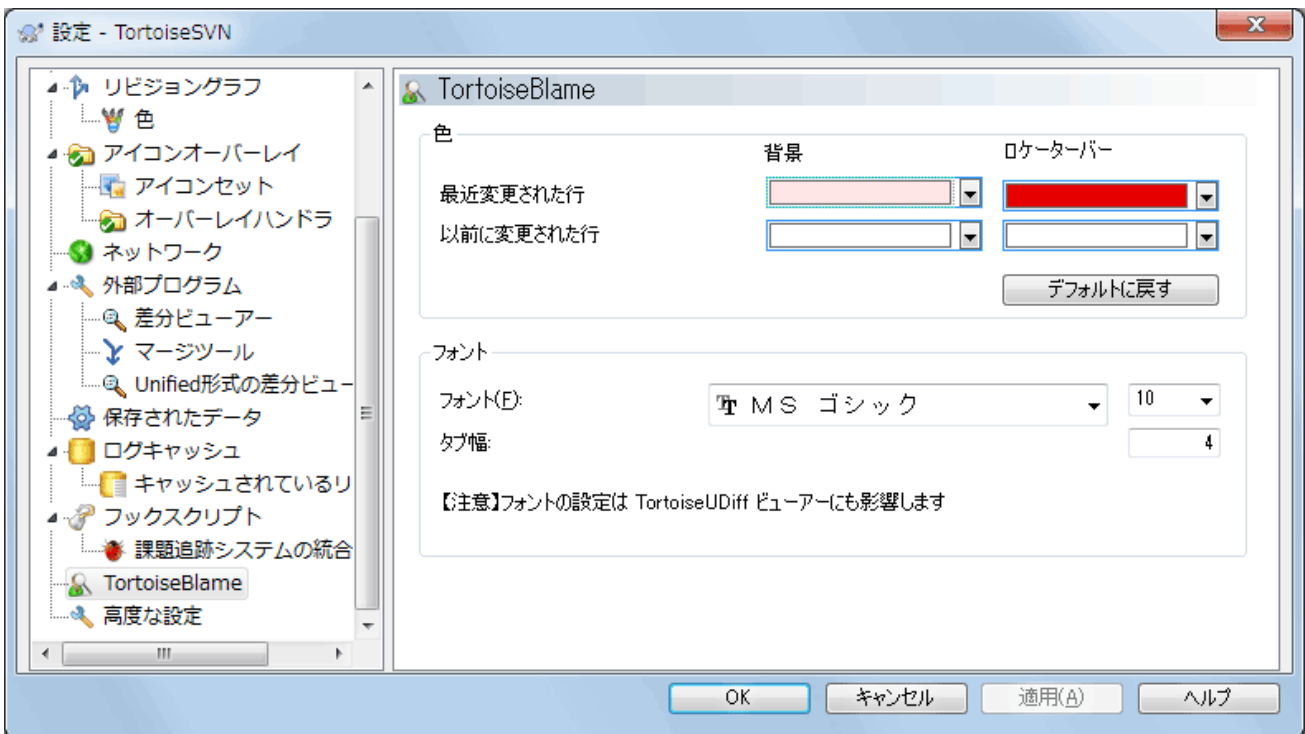 設定 - TortoiseSVN
リビジョングラフ
色
アイコンオーバーレイ
アイコンセット
オーバーレイハンドラ
ネットワーク
外部プログラム
差分ビューアー
マージツール
Unified形式の差分ビュー
保存されたデータ
ログキャッシュ
キャッシュされているリ
フックスクリプト
課題追跡システムの統合
TortoiseBlame
高度な設定
TortoiseBlame
色
背景 ロケーターバー
最近変更された行
以前に変更された行
デフォルトに戻す
フォント
フォント(F): MS ゴシック 10
タブ幅: 4
【注意】フォントの設定は TortoiseUDiff ビューアーにも影響します
OK キャンセル 適用(A) ヘルプ